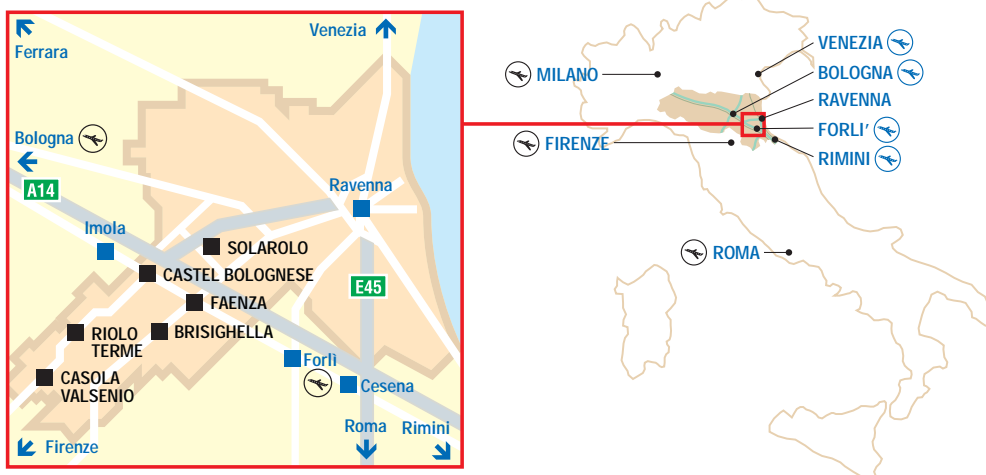 Ferrara
Venezia
Bologna
A14
Ravenna
Imola
SOLAROLO
CASTEL BOLOGNESE
E45
FAENZA
RIOLO
TERME
BRISIGHELLA
Forlì
CASOLA
VALSENIO
Cesena
Firenze
Roma
Rimini
VENEZIA
MILANO
BOLOGNA
RAVENNA
FORLI’
FIRENZE
RIMINI
ROMA